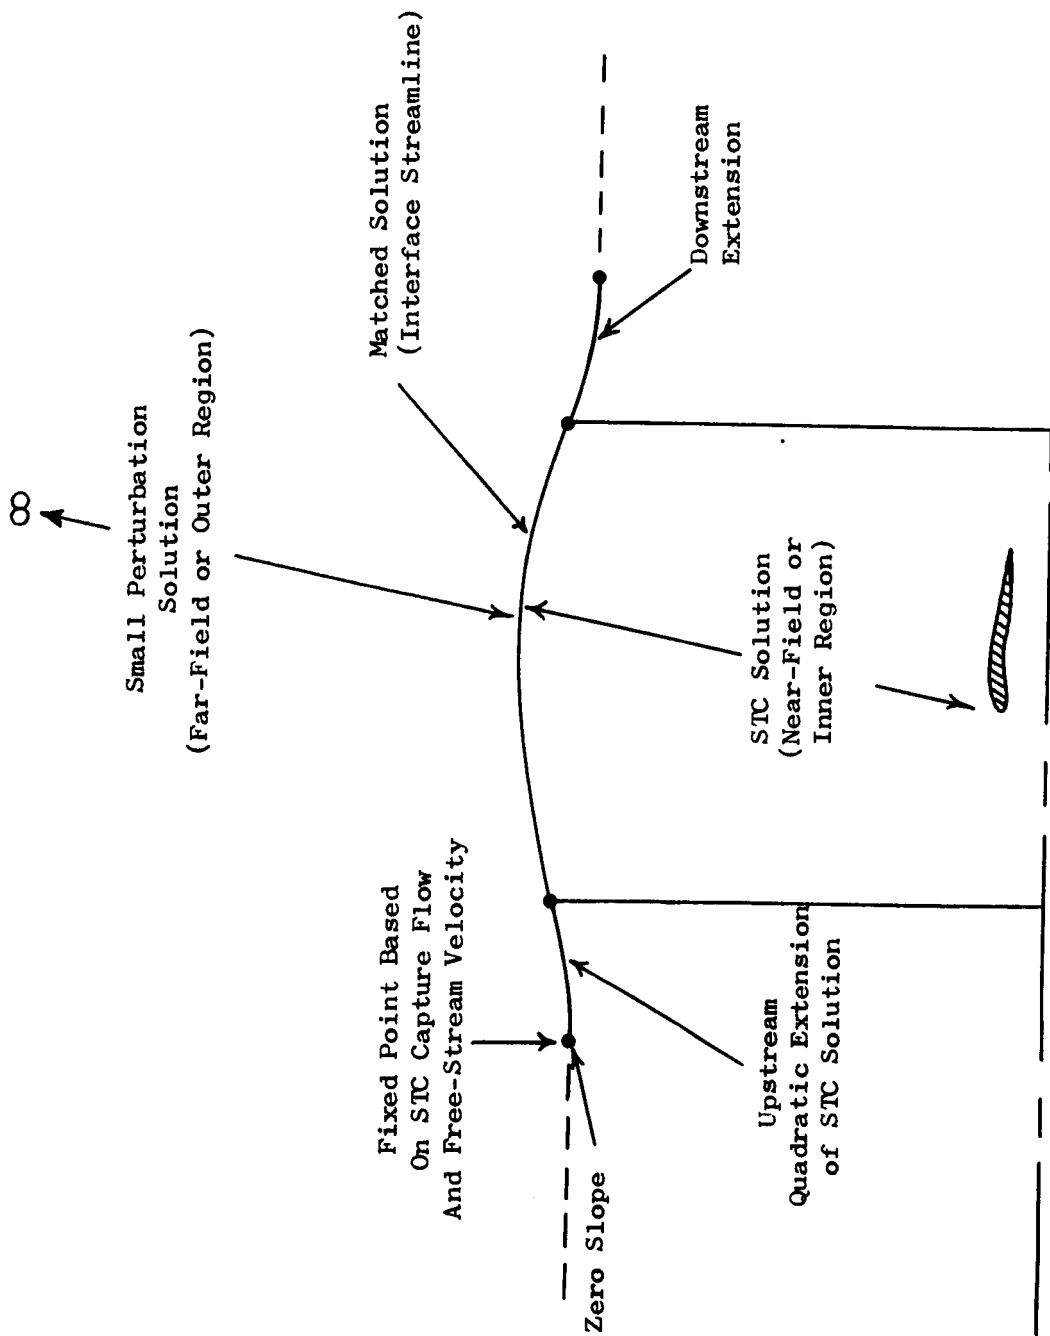 ∞
Small Perturbation
Solution
(Far-Field or Outer Region)
Matched Solution
(Interface Streamline)
Fixed Point Based
On STC Capture Flow
And Free-Stream Velocity
Zero Slope
Upstream
Quadratic Extension
of STC Solution
STC Solution
(Near-Field or
Inner Region)
Downstream
Extension